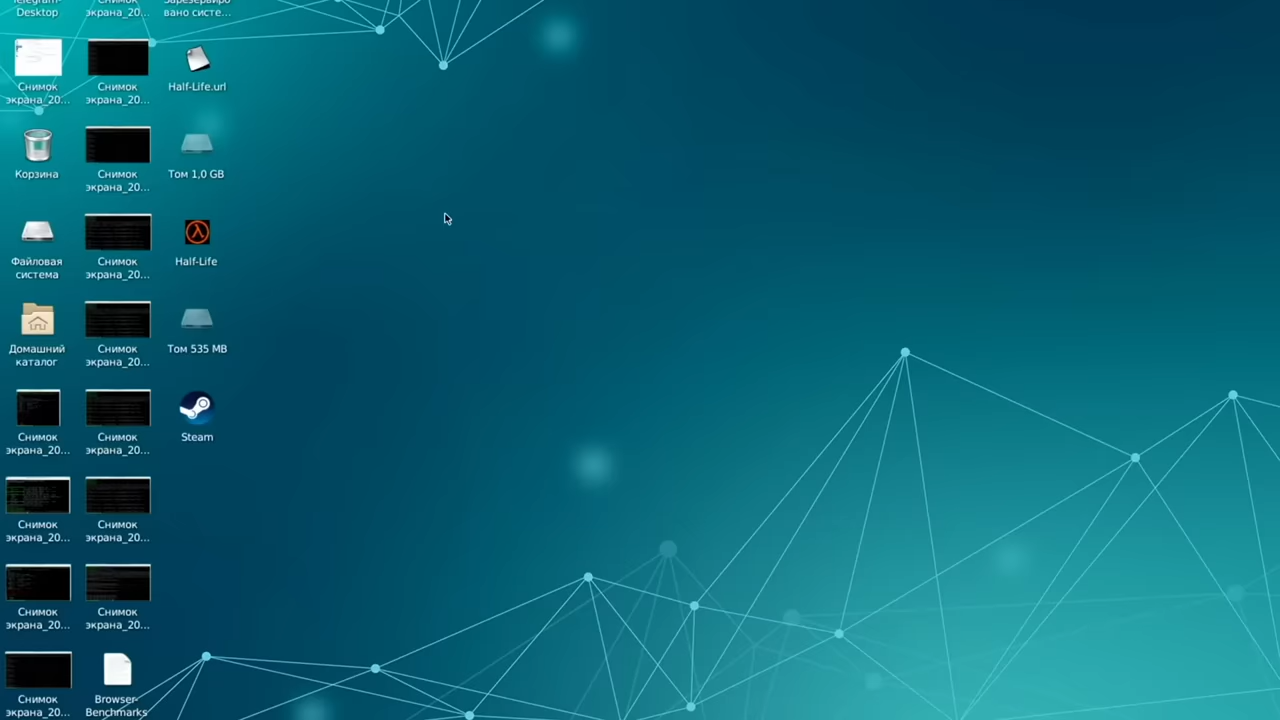 Telegram-
Desktop
Снимок
экрана_20...
Зарезервиро
вано систе...
Снимок
экрана_20...
Снимок
экрана_20...
Half-Life.url
Корзина
Снимок
экрана_20...
Том 1,0 GB
Файловая
система
Снимок
экрана_20...
Half-Life
Домашний
каталог
Снимок
экрана_20...
Том 535 MB
Снимок
экрана_20...
Снимок
экрана_20...
Steam
Снимок
экрана_20...
Снимок
экрана_20...
Снимок
экрана_20...
Снимок
экрана_20...
Снимок
экрана_20...
Browser-
Benchmarks